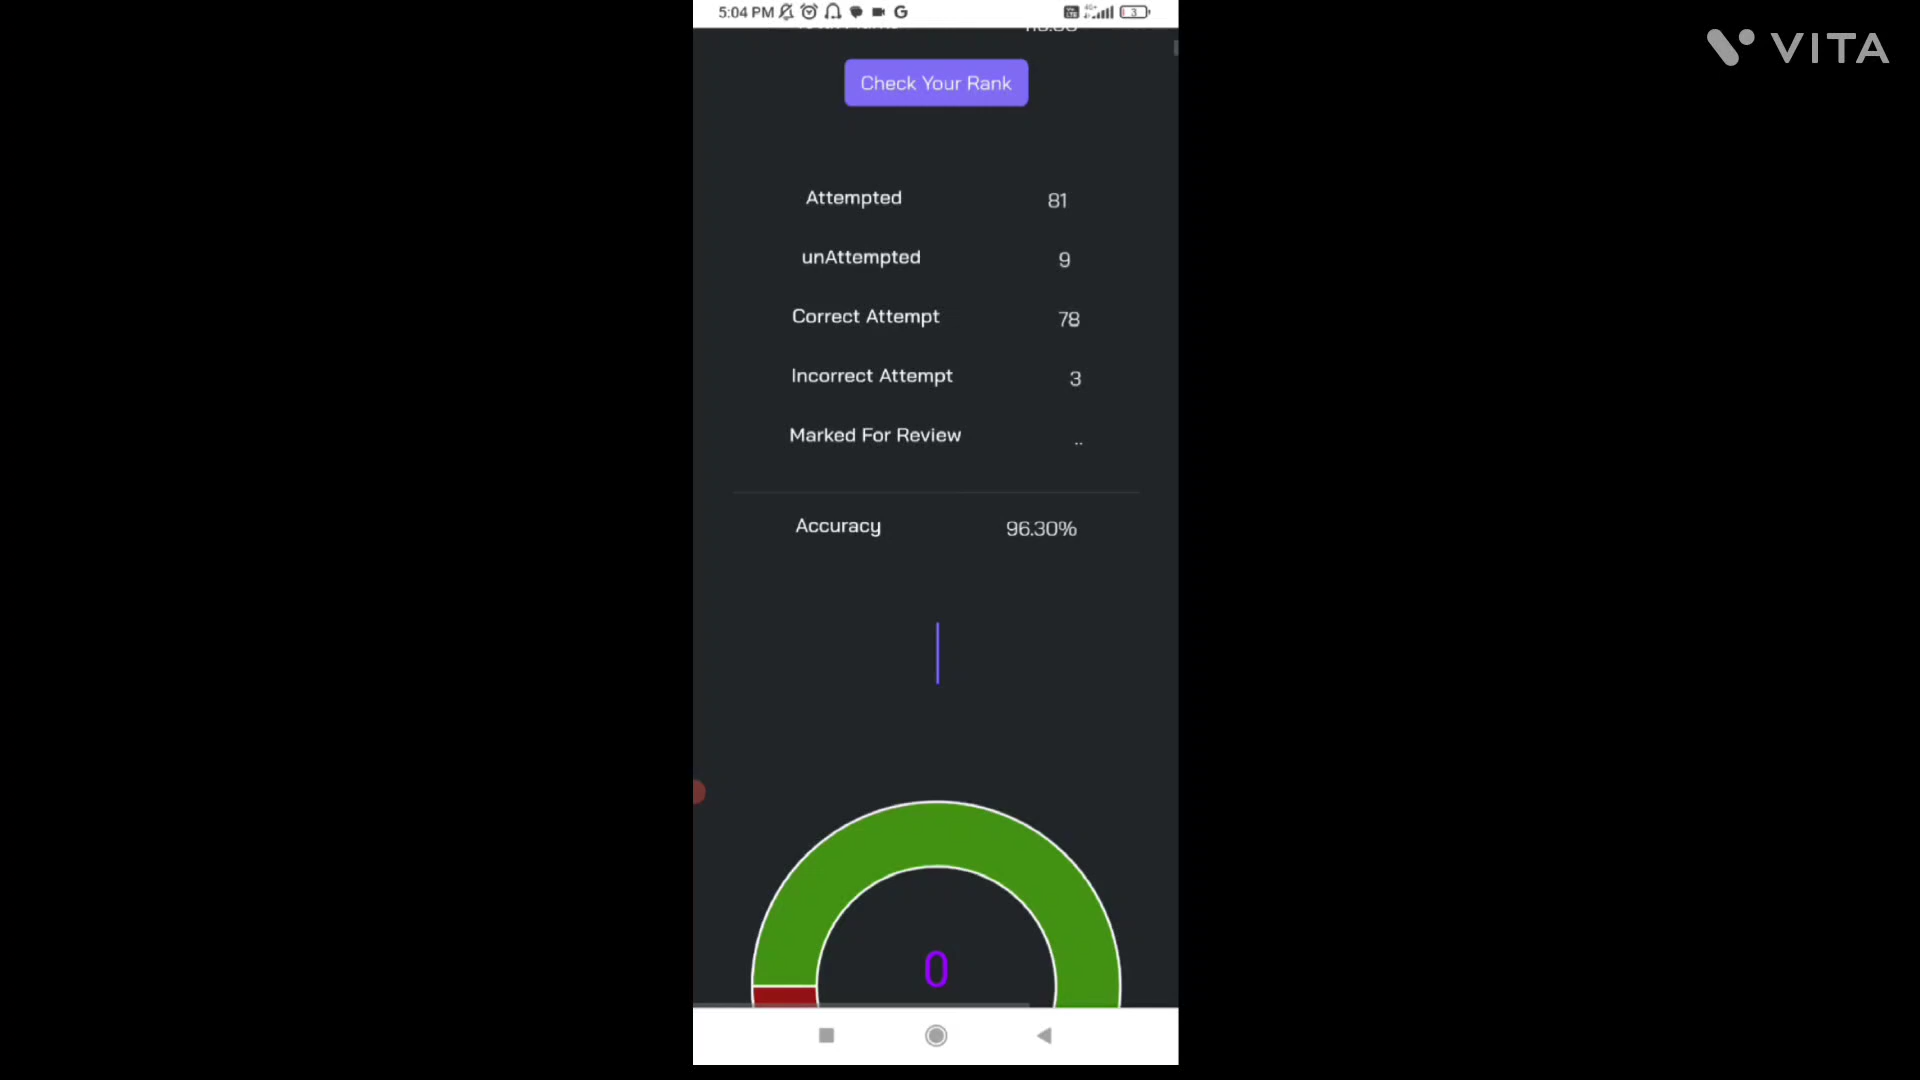 5:04 PM
VITA
Check Your Rank
Attempted 81
unAttempted 9
Correct Attempt 78
Incorrect Attempt 3
Marked For Review ..
Accuracy 96.30%
0